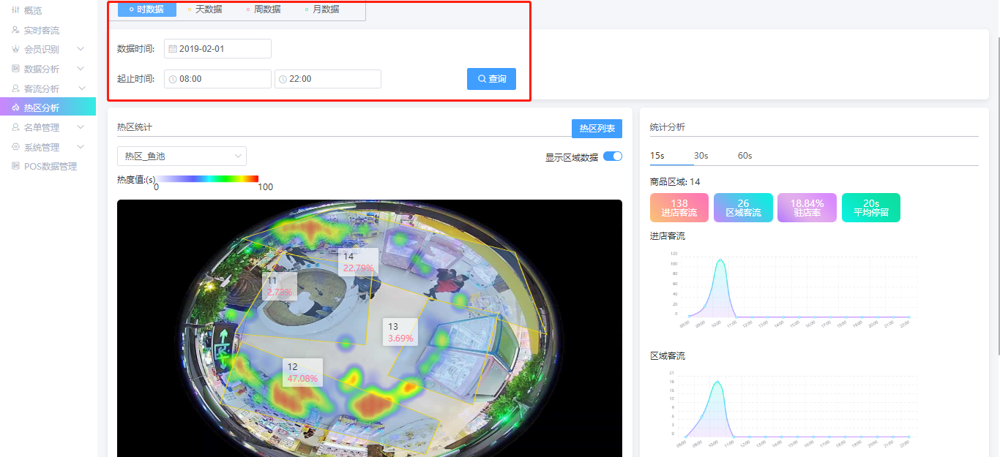 概览
实时客流
会员识别
数据分析
客流分析
热区分析
名单管理
系统管理
POS数据管理
时数据 天数据 周数据 月数据
数据时间: 2019-02-01
起止时间: 08:00 22:00 查询
热区统计 热区列表
热区_鱼池 显示区域数据
热度值:(s)
0 100
14
22.79%
11
2.73%
13
3.69%
12
47.08%
统计分析
15s 30s 60s
商品区域: 14
138 26 18.84% 20s
进店客流 区域客流 驻店率 平均停留
进店客流
120
100
80
60
40
20
0
08:00 09:00 10:00 11:00 12:00 13:00 14:00 15:00 16:00 17:00 18:00 19:00 20:00 21:00 22:00
区域客流
21
18
15
12
9
6
3
0
08:00 09:00 10:00 11:00 12:00 13:00 14:00 15:00 16:00 17:00 18:00 19:00 20:00 21:00 22:00